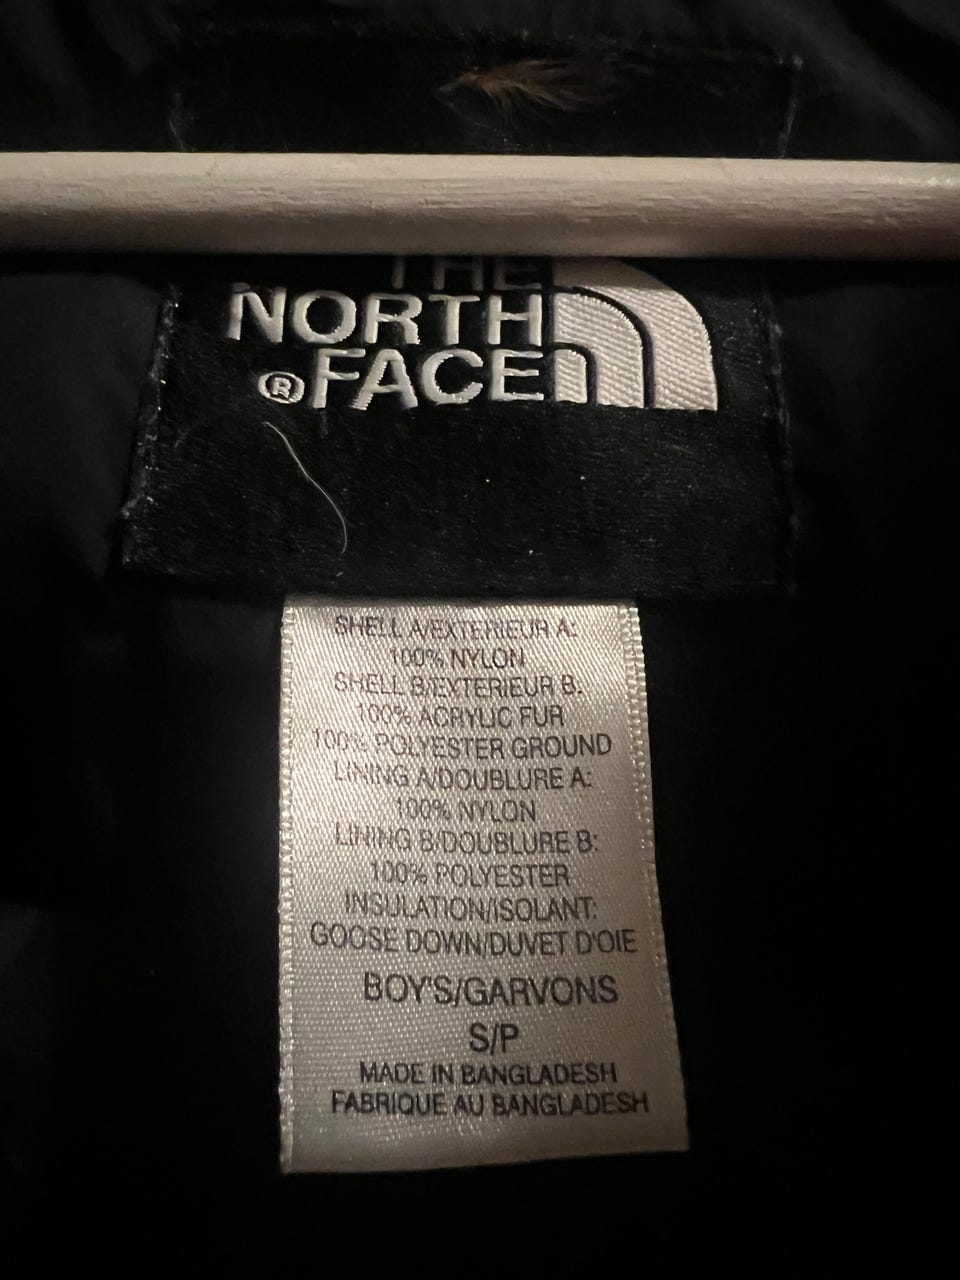 THE
NORTH
® FACE
SHELL A/EXTERIEUR A:
100% NYLON
SHELL B/EXTERIEUR B:
100% ACRYLIC FUR
100% POLYESTER GROUND
LINING A/DOUBLURE A:
100% NYLON
LINING B/DOUBLURE B:
100% POLYESTER
INSULATION/ISOLANT:
GOOSE DOWN/DUVET D'OIE
BOY'S/GARVONS
S/P
MADE IN BANGLADESH
FABRIQUE AU BANGLADESH